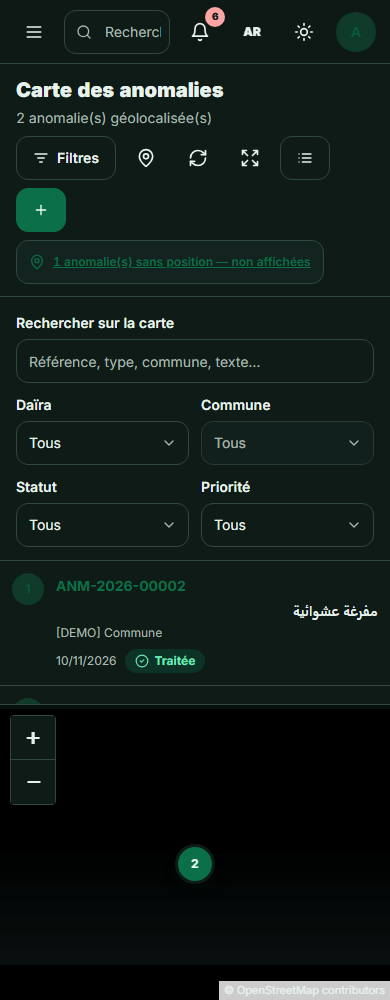 Recherc
6
AR
A
Carte des anomalies
2 anomalie(s) géolocalisée(s)
Filtres
+
1 anomalie(s) sans position — non affichées
Rechercher sur la carte
Référence, type, commune, texte...
Daïra
Commune
Tous
Tous
Statut
Priorité
Tous
Tous
1
ANM-2026-00002
مفرغة عشوائية
[DEMO] Commune
10/11/2026
Traitée
+
−
2
© OpenStreetMap contributors